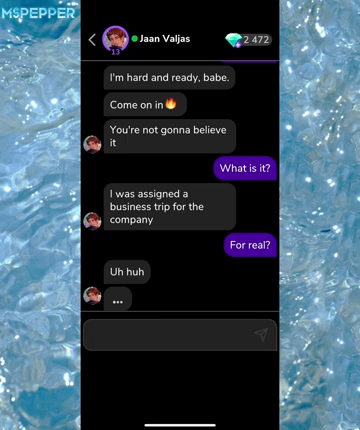 MSPEPPER
Jaan Valjas
2 472
13
I'm hard and ready, babe.
Come on in🔥
You're not gonna believe
it
What is it?
I was assigned a
business trip for the
company
For real?
Uh huh
...